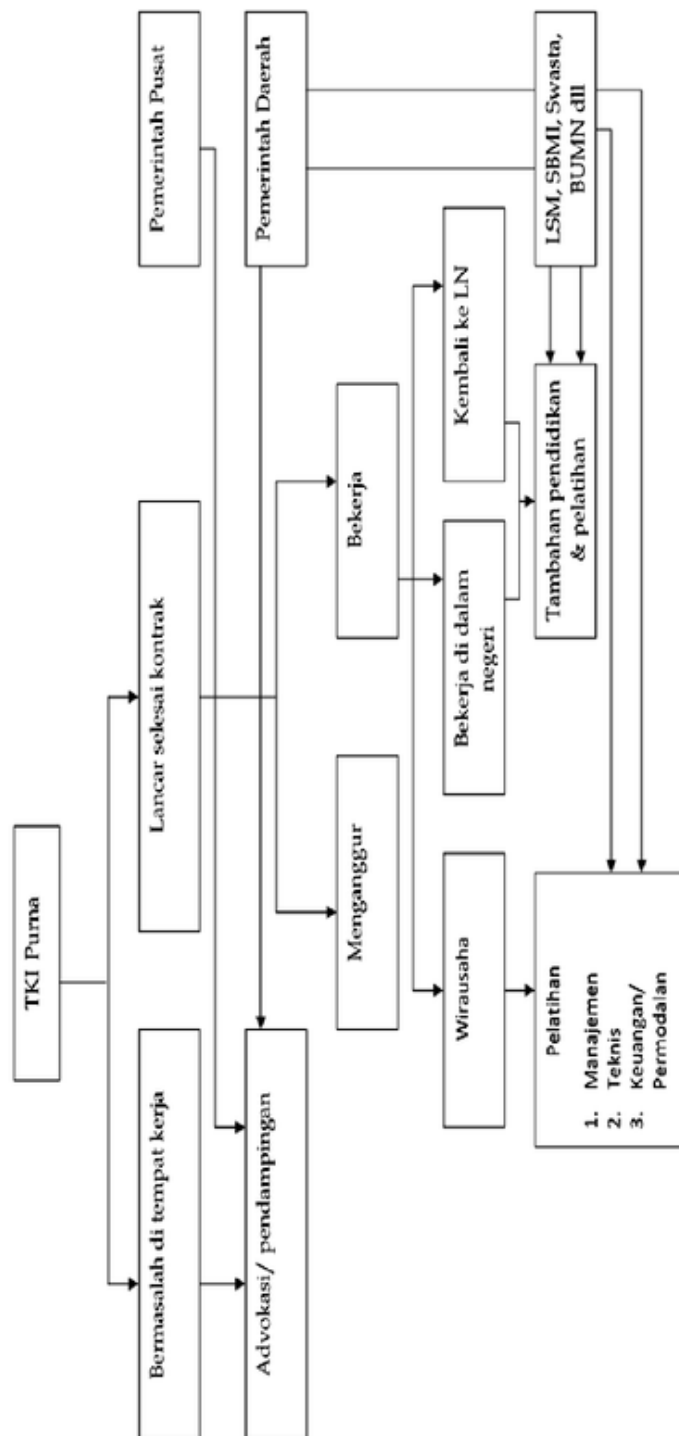 TKI Purna
Bermasalah di tempat kerja
Lancar selesai kontrak
Pemerintah Pusat
Advokasi/ pendampingan
Pemerintah Daerah
Menganggur
Bekerja
Wirausaha
Bekerja di dalam
negeri
Kembali ke LN
Pelatihan
1. Manajemen
2. Teknis
3. Keuangan/
Permodalan
Tambahan pendidikan
& pelatihan
LSM, SBMI, Swasta,
BUMN dll